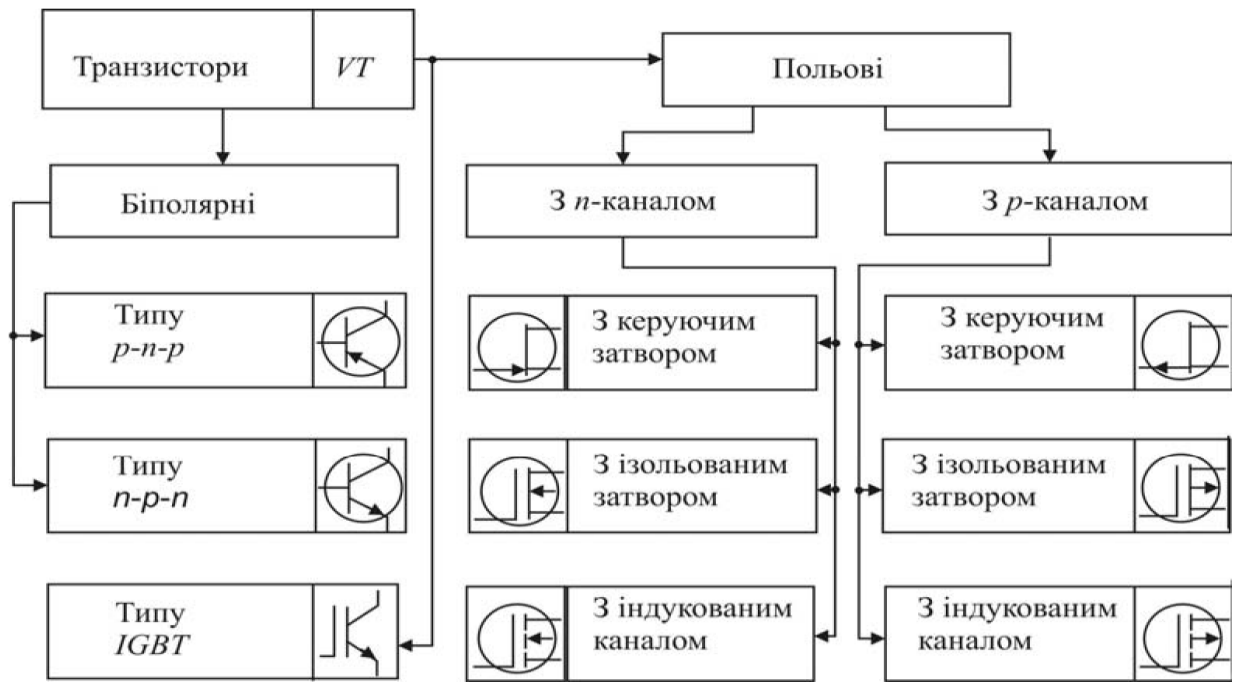 Транзистори
VT
Польові
Біполярні
З n-каналом
З p-каналом
Типу
p-n-p
З керуючим
затвором
З керуючим
затвором
Типу
n-p-n
З ізольованим
затвором
З ізольованим
затвором
Типу
IGBT
З індукованим
каналом
З індукованим
каналом